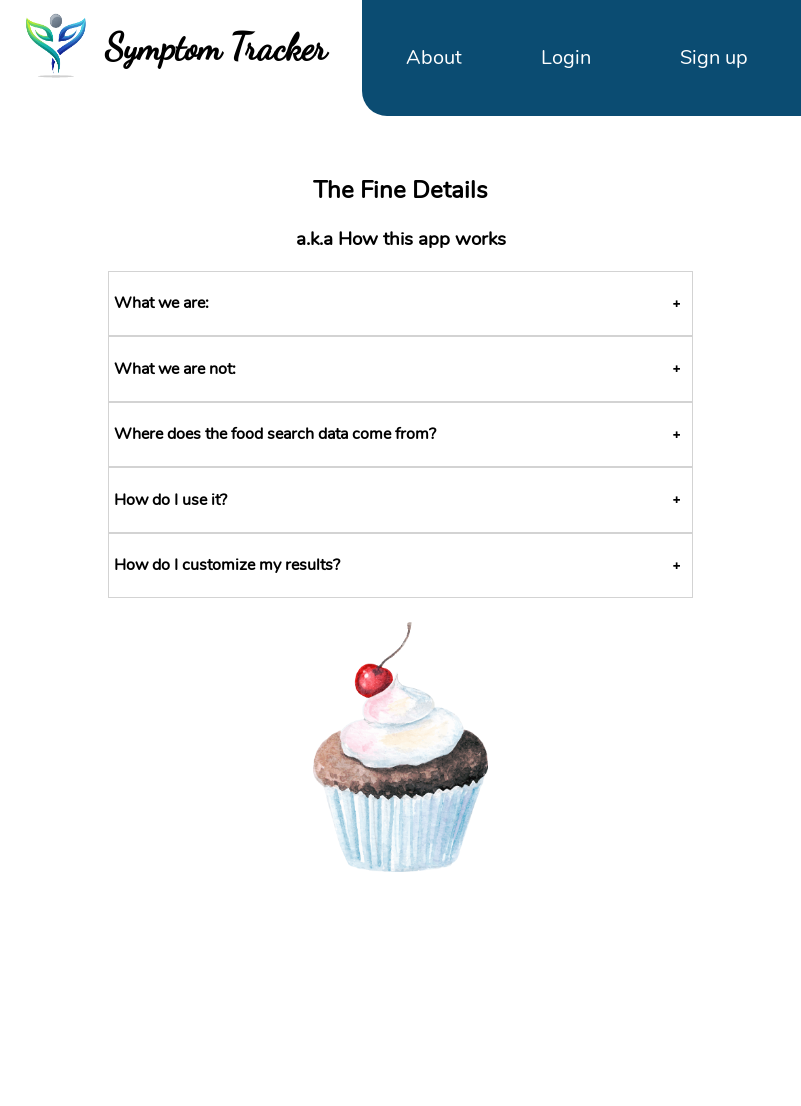 Symptom Tracker
About Login Sign up
The Fine Details
a.k.a How this app works
What we are: +
What we are not: +
Where does the food search data come from? +
How do I use it? +
How do I customize my results? +